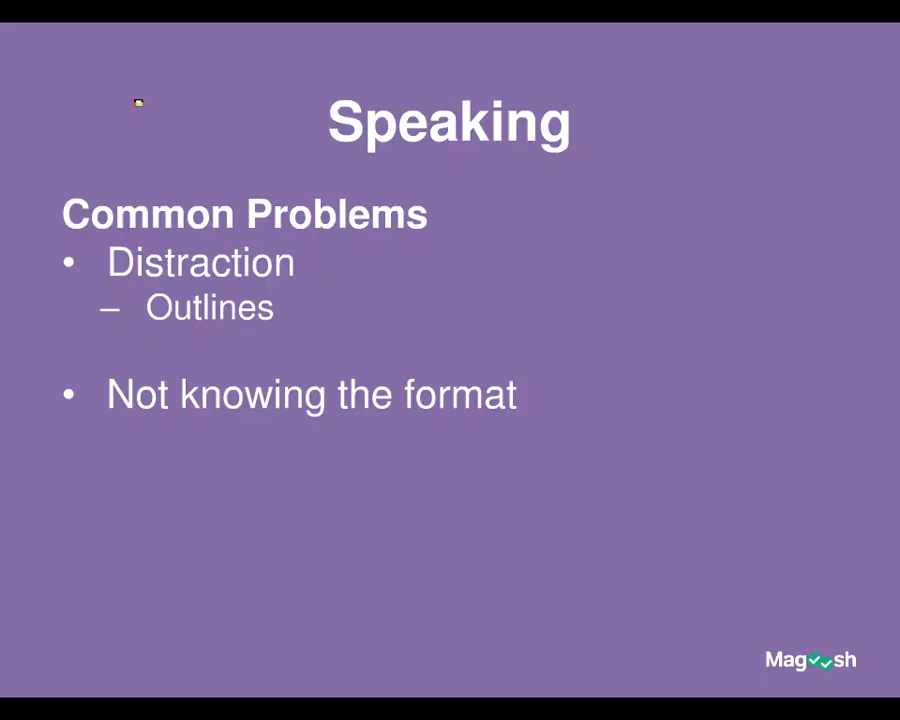 Speaking
Common Problems
• Distraction
– Outlines
• Not knowing the format
Magoosh